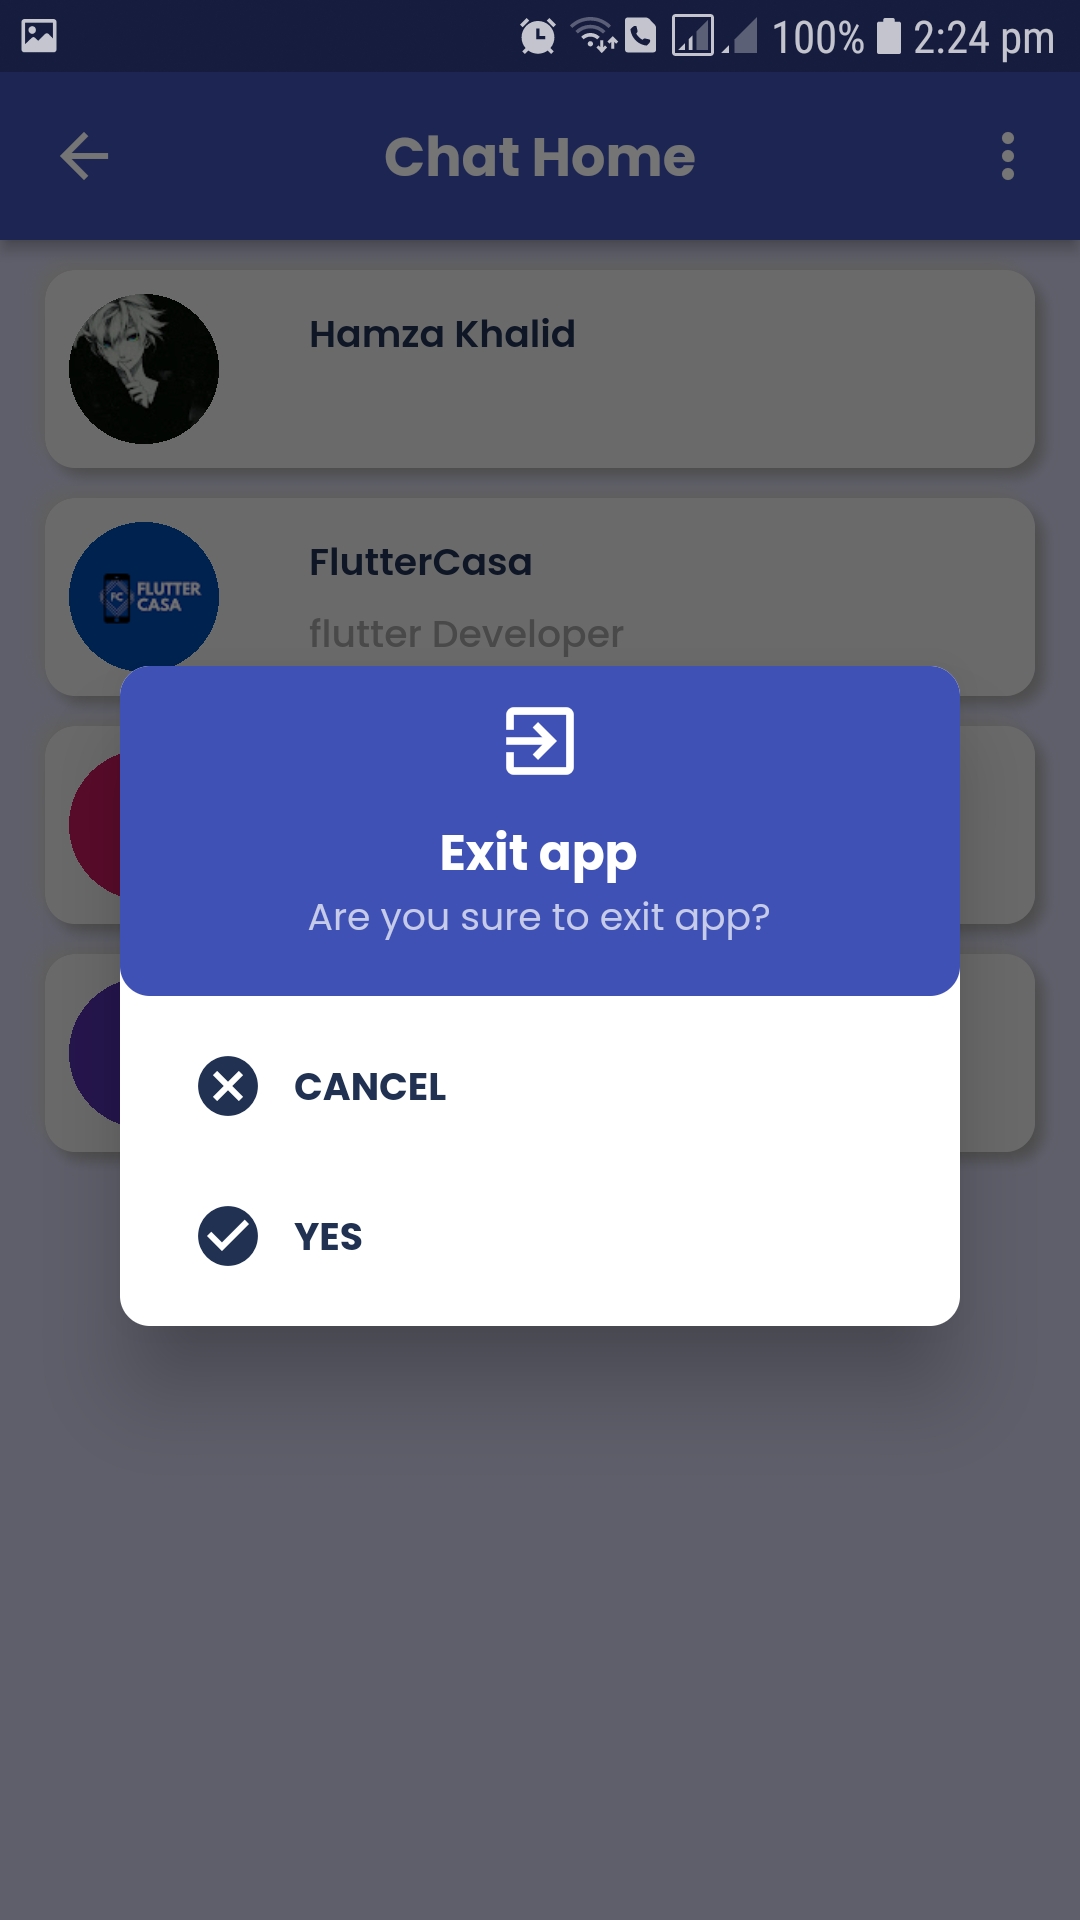 100% 2:24 pm
Chat Home
Hamza Khalid
FlutterCasa
FC FLUTTER
CASA
flutter Developer
Exit app
Are you sure to exit app?
CANCEL
YES